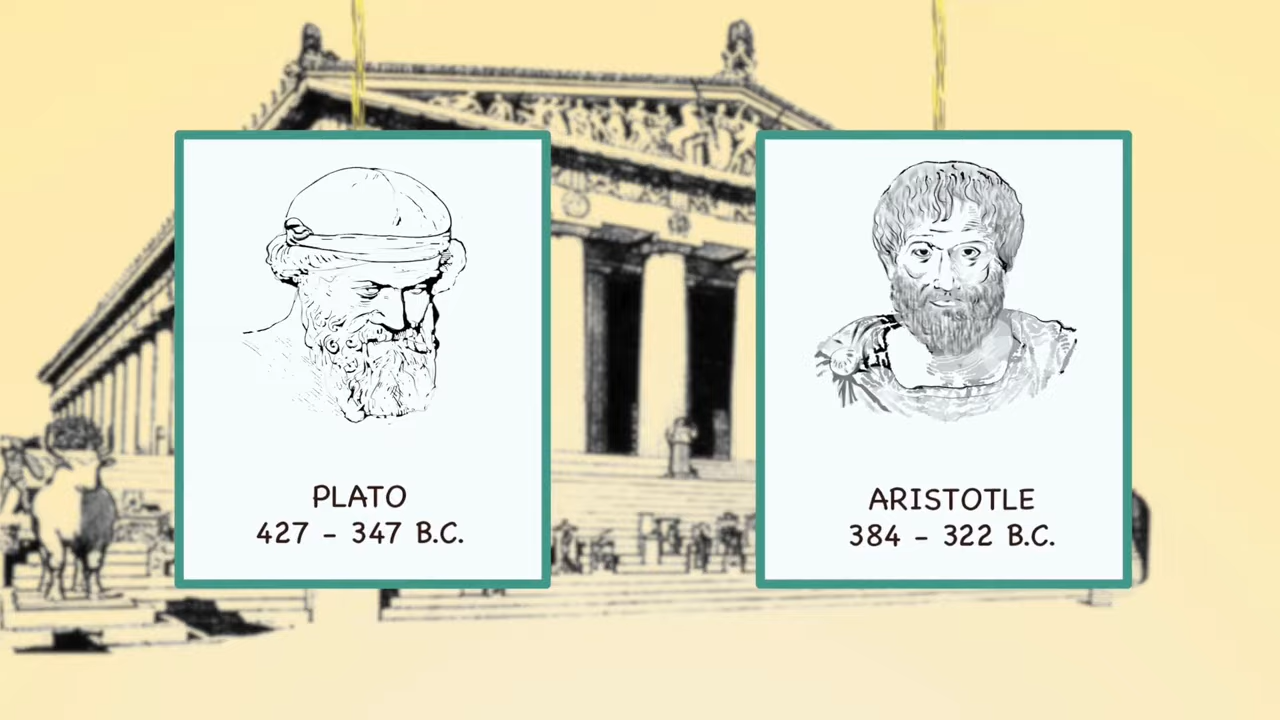 PLATO
427 – 347 B.C.
ARISTOTLE
384 – 322 B.C.